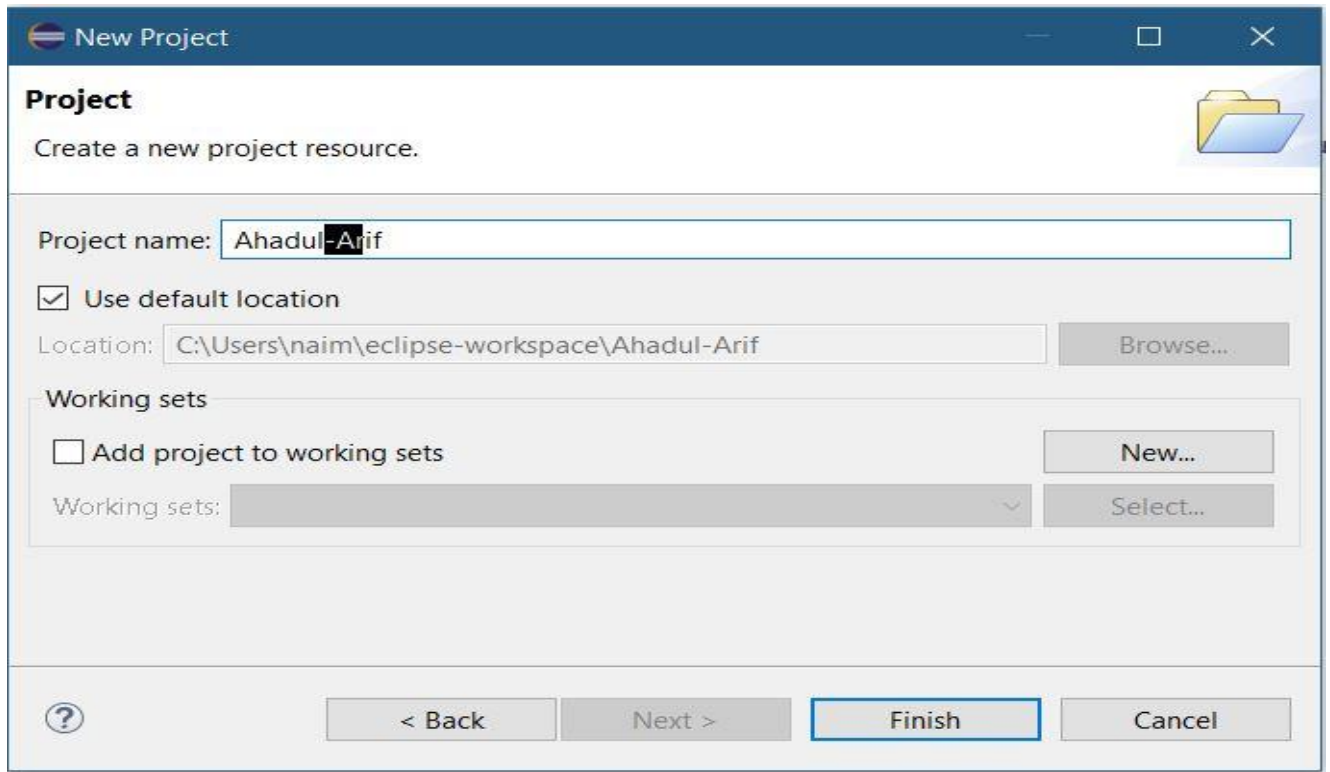 New Project
Project
Create a new project resource.
Project name: Ahadul-Arif
Use default location
Location: C:\Users\naim\eclipse-workspace\Ahadul-Arif Browse...
Working sets
Add project to working sets New...
Working sets: Select...
? < Back Next > Finish Cancel